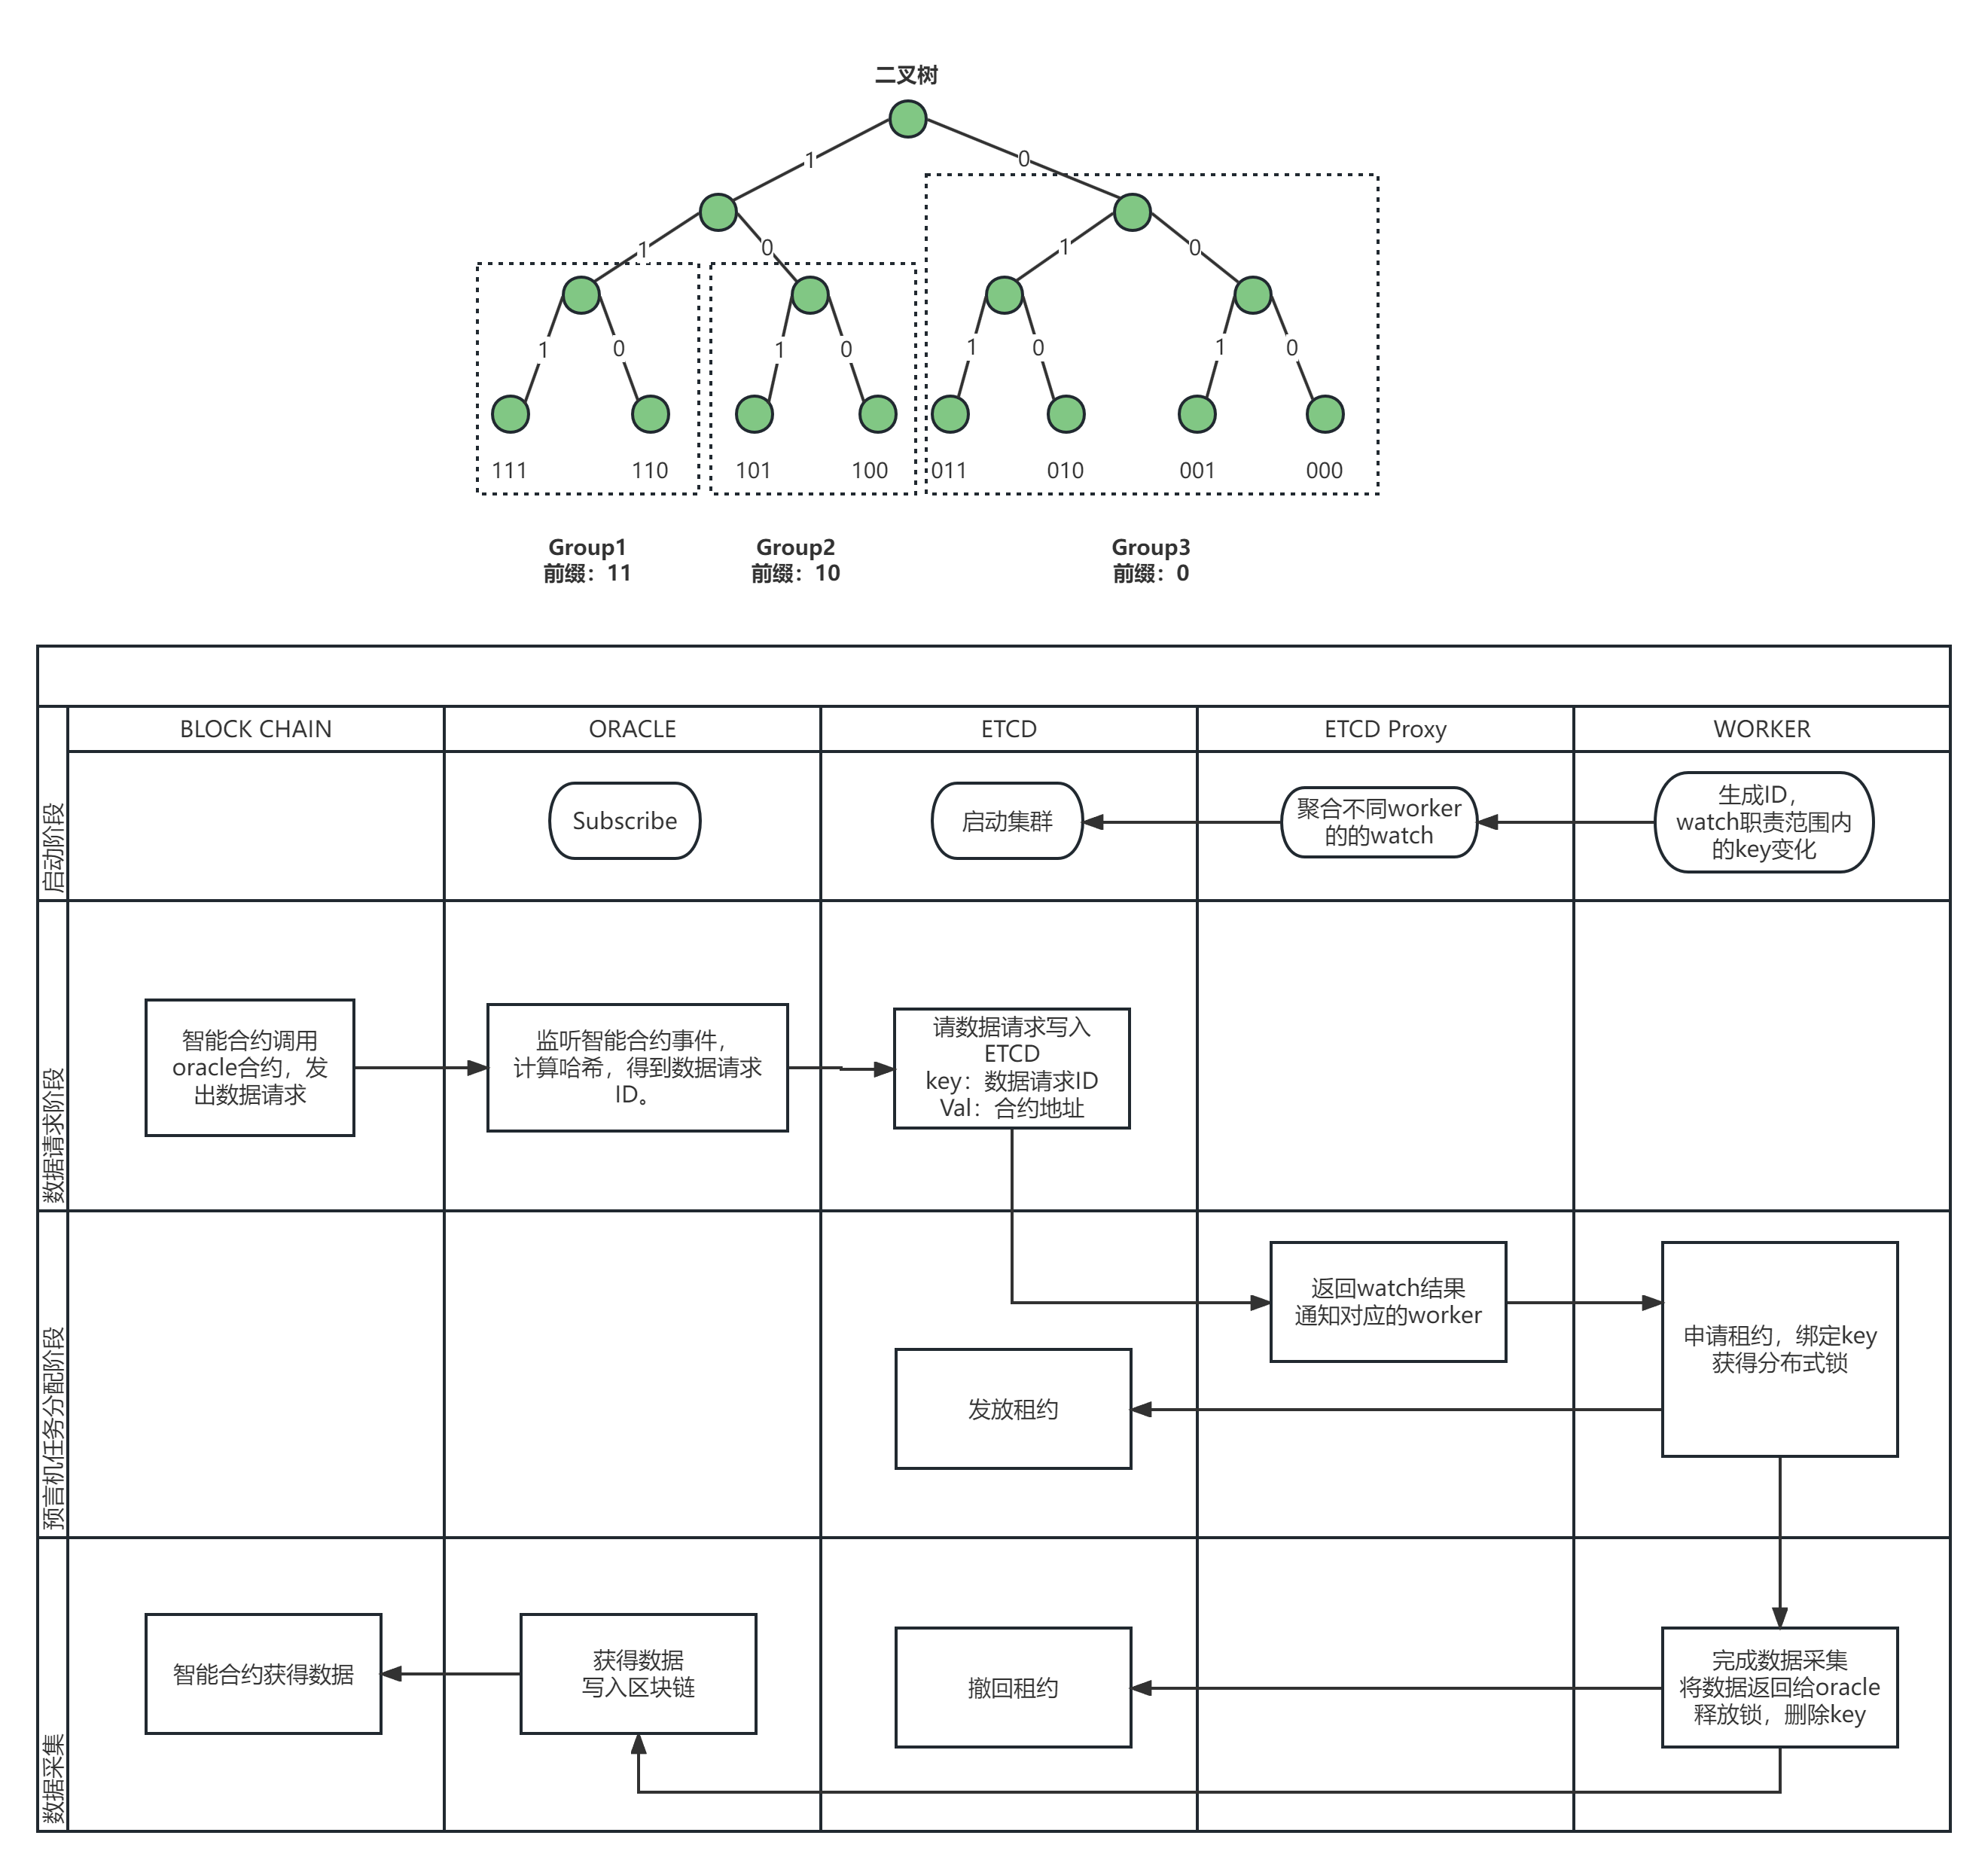 二叉树
1
0
1
0
1
0
1
0
1
0
1
0
1
0
111
110
101
100
011
010
001
000
Group1
前缀：11
Group2
前缀：10
Group3
前缀：0
BLOCK CHAIN
ORACLE
ETCD
ETCD Proxy
WORKER
启动阶段
Subscribe
启动集群
聚合不同worker
的的watch
生成ID，
watch职责范围内
的key变化
数据请求阶段
智能合约调用
oracle合约，发
出数据请求
监听智能合约事件，
计算哈希，得到数据请求
ID。
请数据请求写入
ETCD
key：数据请求ID
Val：合约地址
预言机任务分配阶段
返回watch结果
通知对应的worker
申请租约，绑定key
获得分布式锁
发放租约
数据采集
智能合约获得数据
获得数据
写入区块链
撤回租约
完成数据采集
将数据返回给oracle
释放锁，删除key